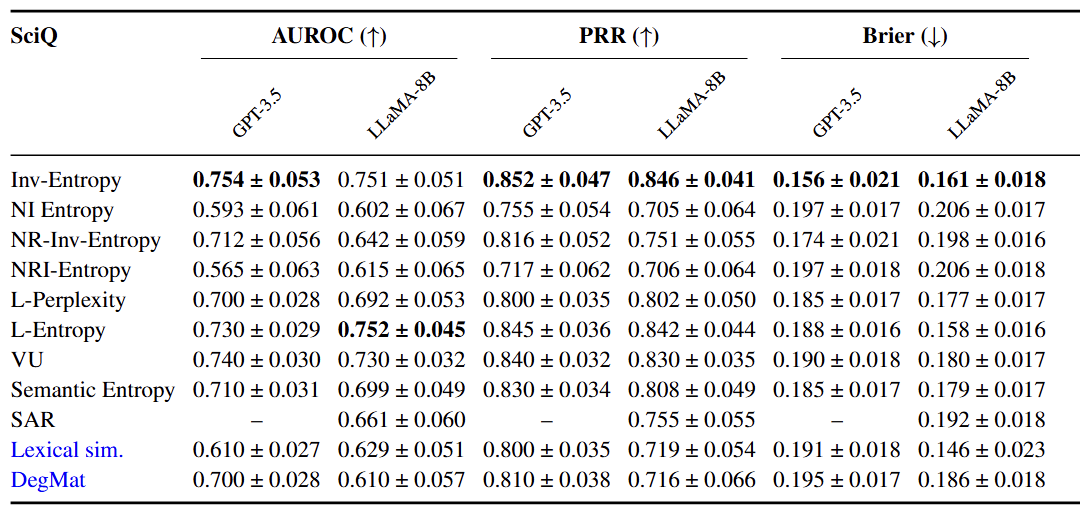 SciQ AUROC (↑) PRR (↑) Brier (↓)
GPT-3.5 LLaMA-8B GPT-3.5 LLaMA-8B GPT-3.5 LLaMA-8B
Inv-Entropy 0.754 ± 0.053 0.751 ± 0.051 0.852 ± 0.047 0.846 ± 0.041 0.156 ± 0.021 0.161 ± 0.018
NI Entropy 0.593 ± 0.061 0.602 ± 0.067 0.755 ± 0.054 0.705 ± 0.064 0.197 ± 0.017 0.206 ± 0.017
NR-Inv-Entropy 0.712 ± 0.056 0.642 ± 0.059 0.816 ± 0.052 0.751 ± 0.055 0.174 ± 0.021 0.198 ± 0.016
NRI-Entropy 0.565 ± 0.063 0.615 ± 0.065 0.717 ± 0.062 0.706 ± 0.064 0.197 ± 0.018 0.206 ± 0.018
L-Perplexity 0.700 ± 0.028 0.692 ± 0.053 0.800 ± 0.035 0.802 ± 0.050 0.185 ± 0.017 0.177 ± 0.017
L-Entropy 0.730 ± 0.029 0.752 ± 0.045 0.845 ± 0.036 0.842 ± 0.044 0.188 ± 0.016 0.158 ± 0.016
VU 0.740 ± 0.030 0.730 ± 0.032 0.840 ± 0.032 0.830 ± 0.035 0.190 ± 0.018 0.180 ± 0.017
Semantic Entropy 0.710 ± 0.031 0.699 ± 0.049 0.830 ± 0.034 0.808 ± 0.049 0.185 ± 0.017 0.179 ± 0.017
SAR – 0.661 ± 0.060 – 0.755 ± 0.055 – 0.192 ± 0.018
Lexical sim. 0.610 ± 0.027 0.629 ± 0.051 0.800 ± 0.035 0.719 ± 0.054 0.191 ± 0.018 0.146 ± 0.023
DegMat 0.700 ± 0.028 0.610 ± 0.057 0.810 ± 0.038 0.716 ± 0.066 0.195 ± 0.017 0.186 ± 0.018